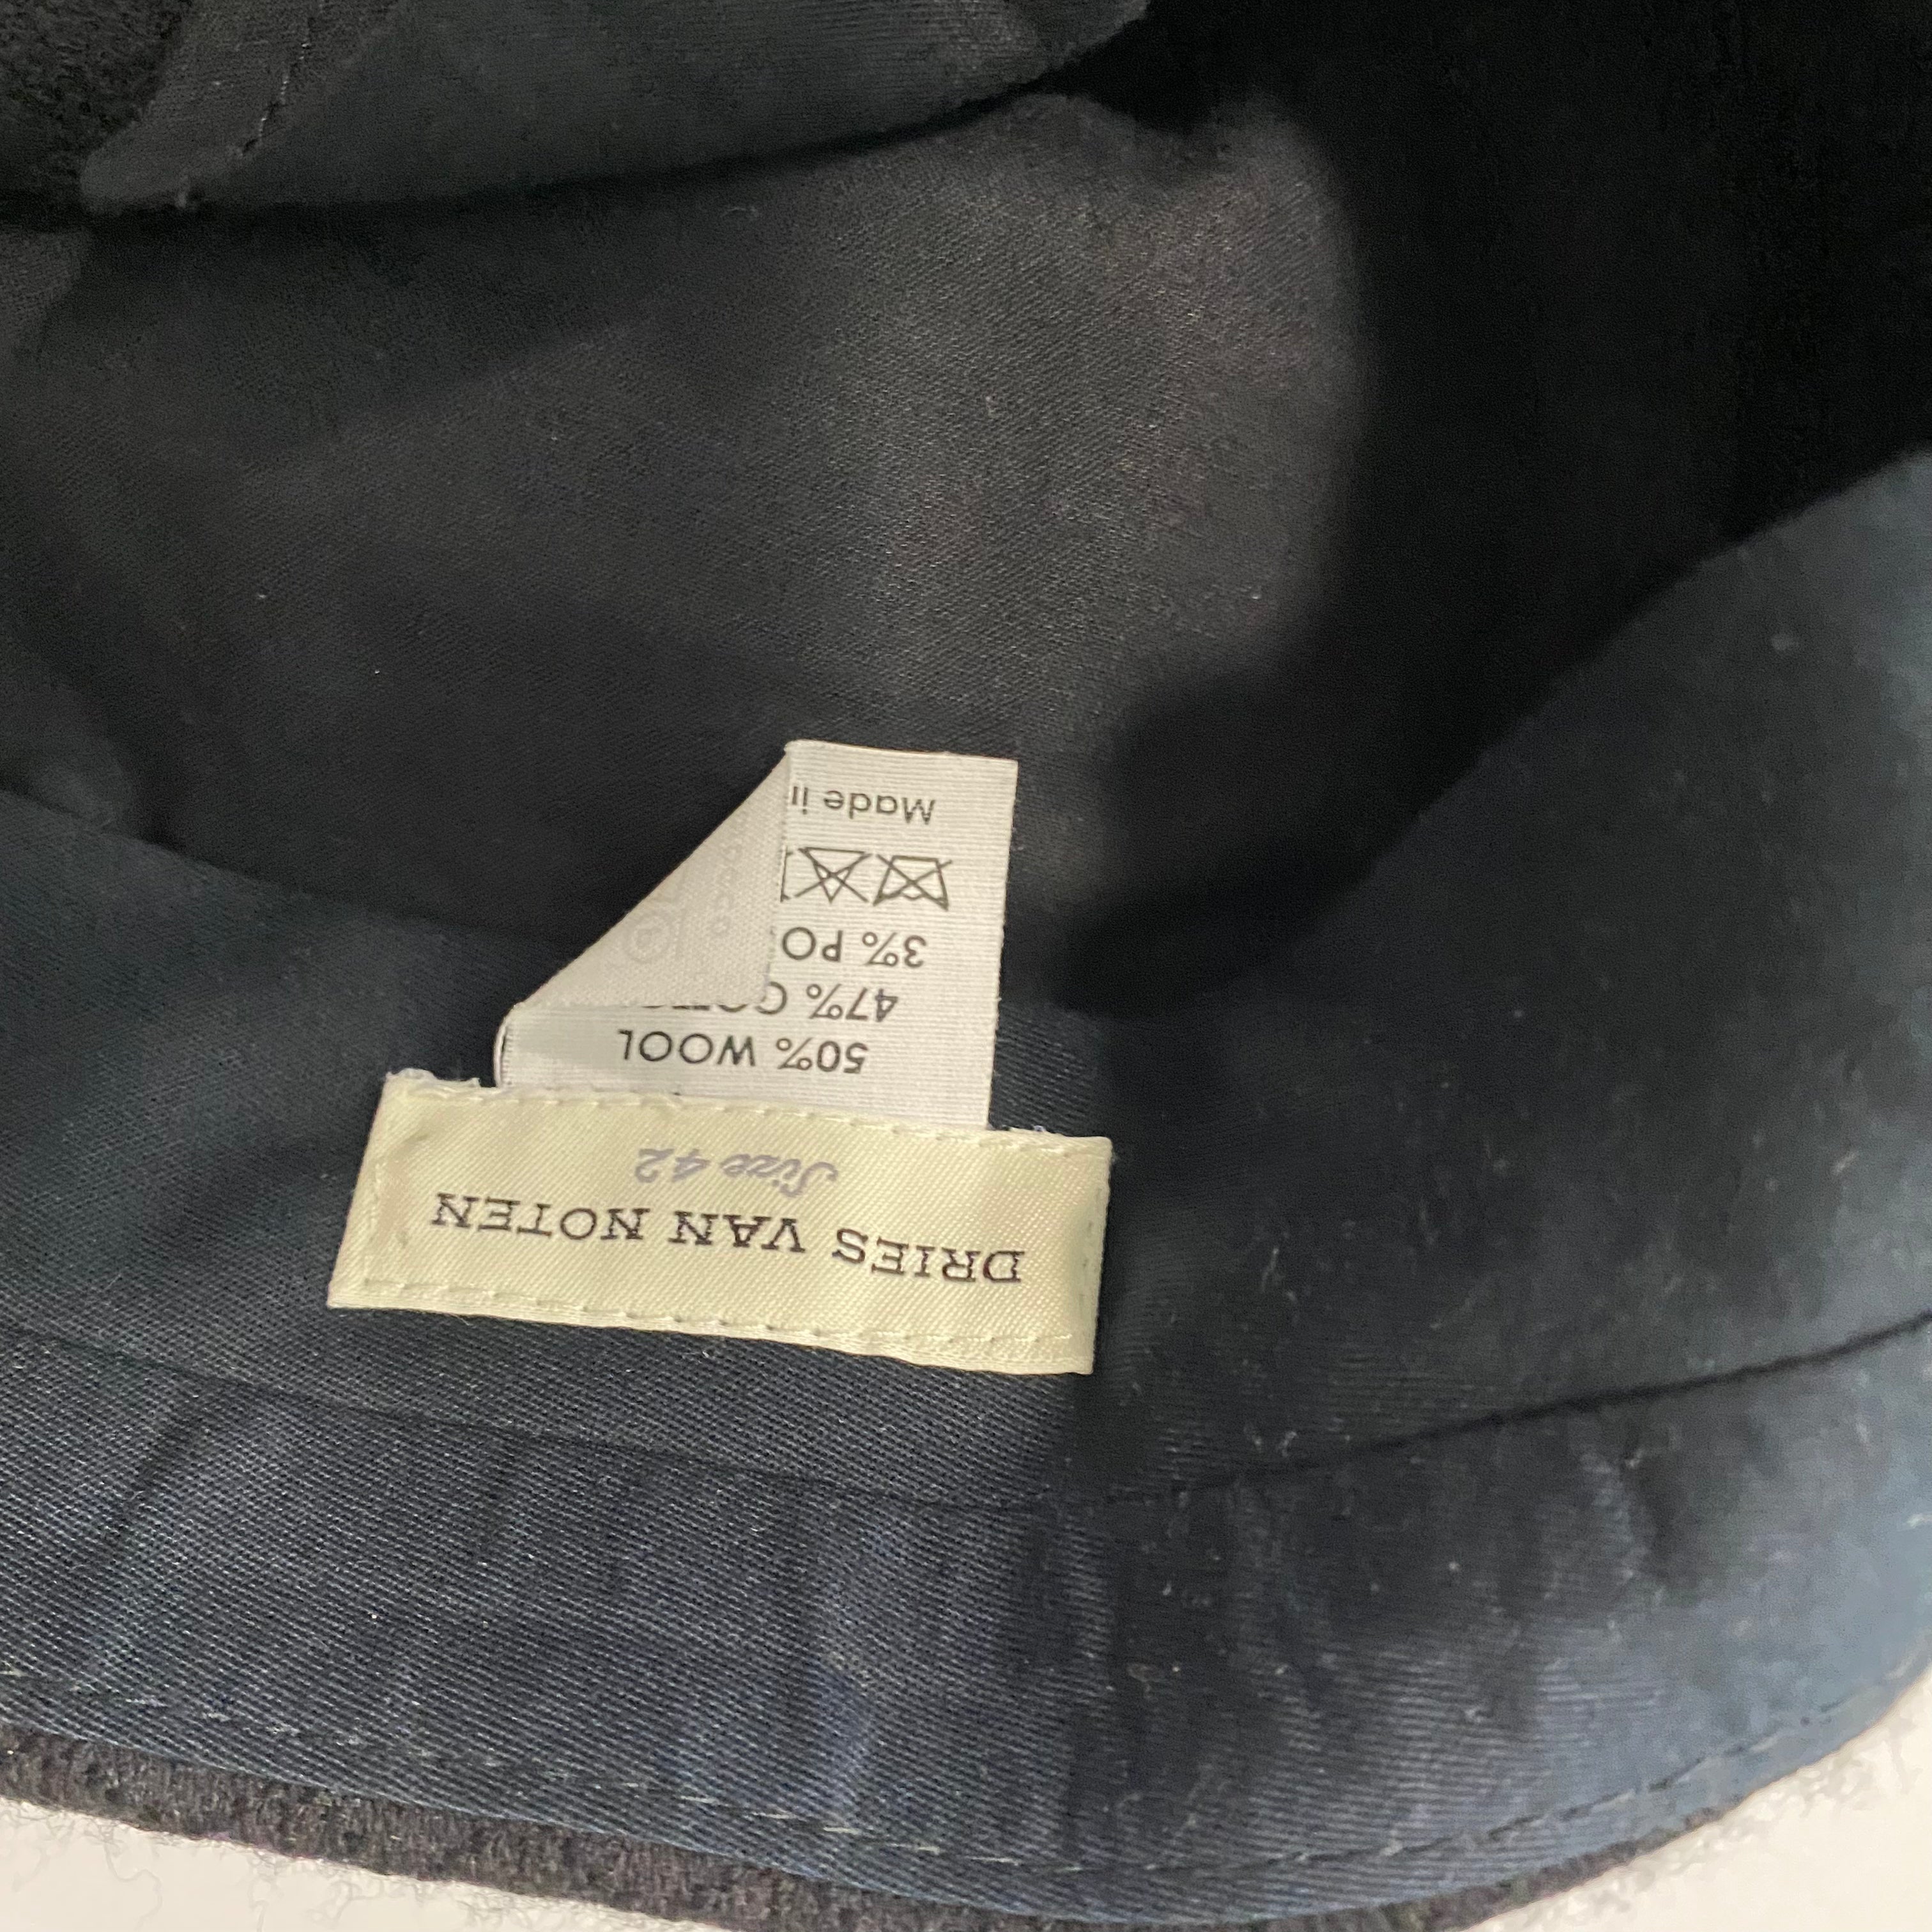 DRIES VAN NOTEN
Size 42
50% WOOL
47%
3% PO
Made